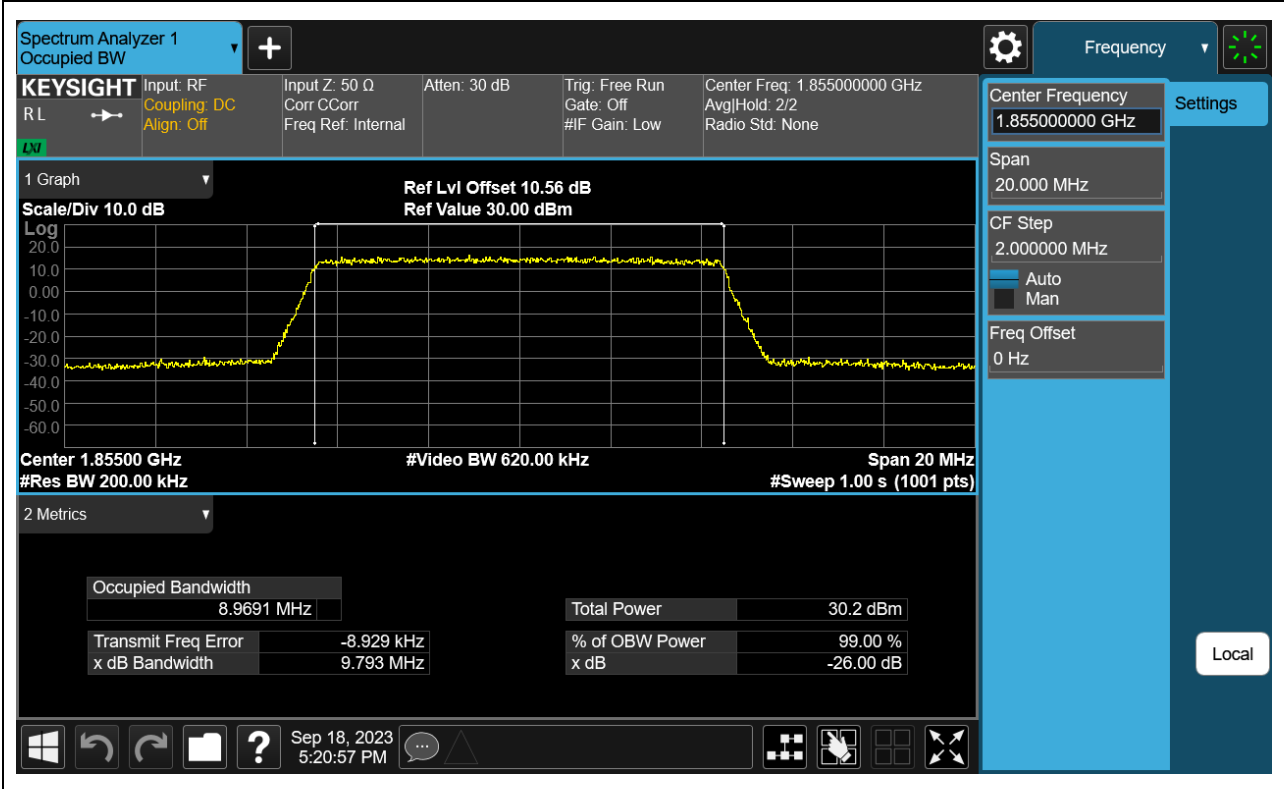 Spectrum Analyzer 1
Occupied BW
+
Frequency
KEYSIGHT
R L
LXI
Input: RF
Coupling: DC
Align: Off
Input Z: 50 Ω
Corr CCorr
Freq Ref: Internal
Atten: 30 dB
Trig: Free Run
Gate: Off
#IF Gain: Low
Center Freq: 1.855000000 GHz
Avg|Hold: 2/2
Radio Std: None
Center Frequency
1.855000000 GHz
Settings
Span
20.000 MHz
CF Step
2.000000 MHz
Auto
Man
Freq Offset
0 Hz
Local
1 Graph
Scale/Div 10.0 dB
Ref Lvl Offset 10.56 dB
Ref Value 30.00 dBm
Log
20.0
10.0
0.00
-10.0
-20.0
-30.0
-40.0
-50.0
-60.0
Center 1.85500 GHz
#Video BW 620.00 kHz
Span 20 MHz
#Res BW 200.00 kHz
#Sweep 1.00 s (1001 pts)
2 Metrics
Occupied Bandwidth
8.9691 MHz
Total Power 30.2 dBm
Transmit Freq Error -8.929 kHz
% of OBW Power 99.00 %
x dB Bandwidth 9.793 MHz
x dB -26.00 dB
?
Sep 18, 2023
5:20:57 PM